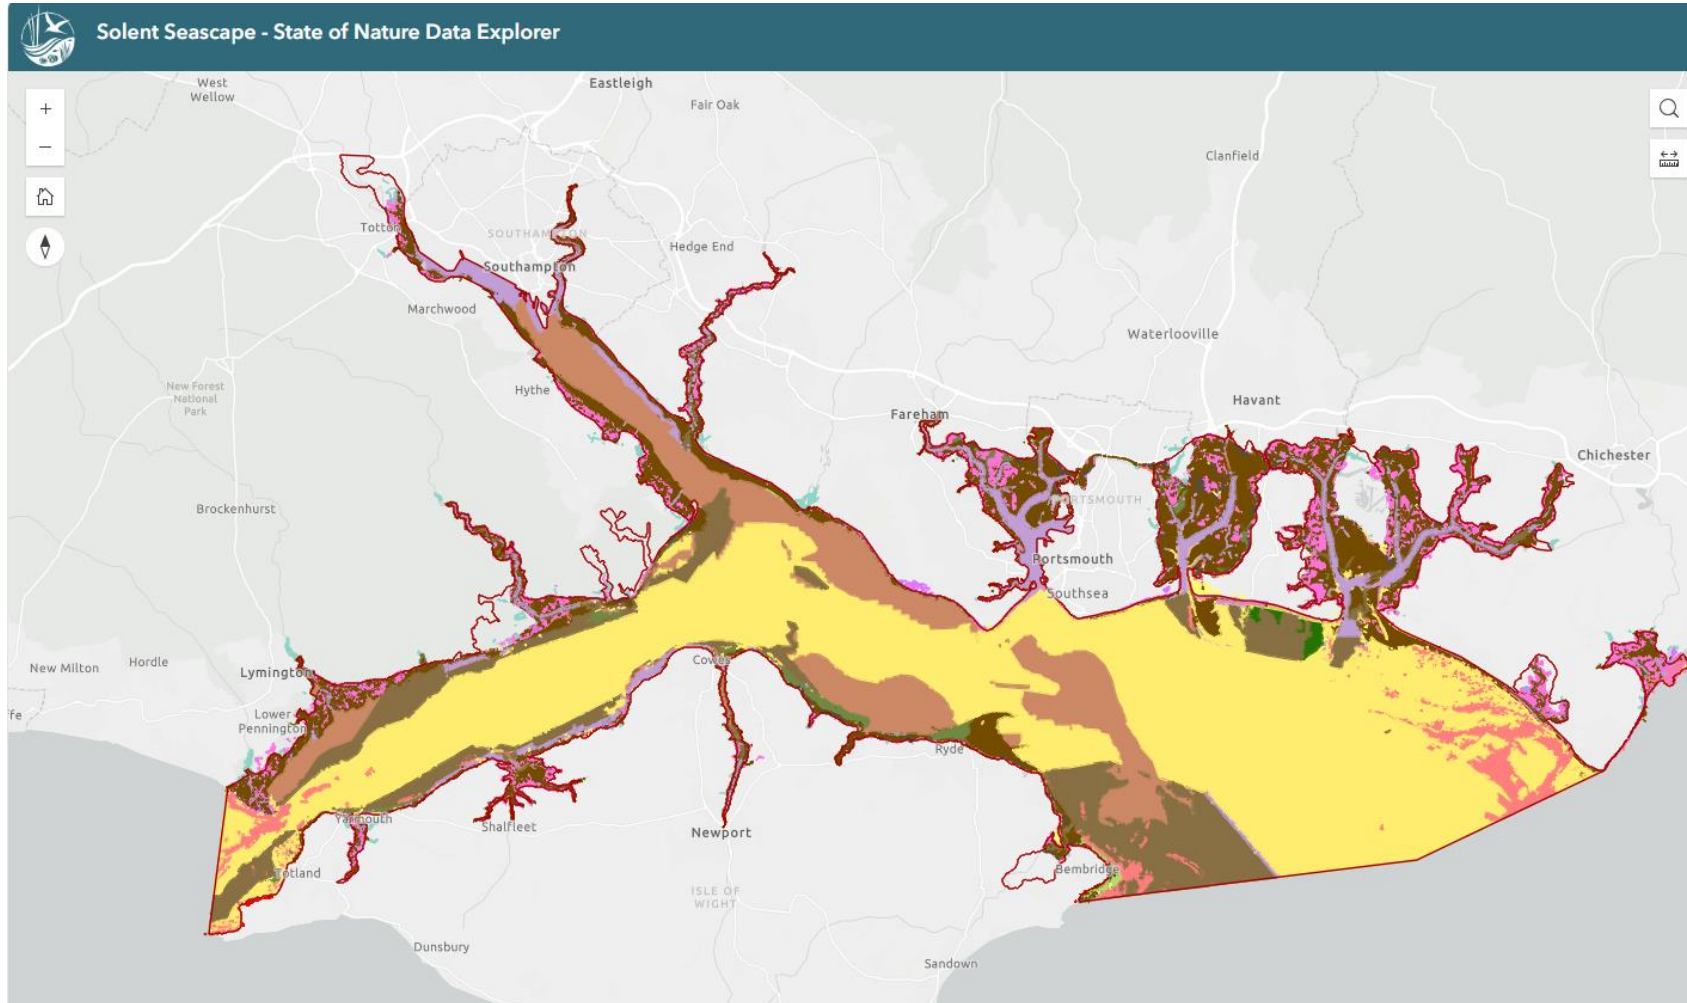 Solent Seascape - State of Nature Data Explorer
West
Wellow
Eastleigh
Fair Oak
Clanfield
Totton
SOUTHAMPTON
Hedge End
Southampton
Marchwood
Waterlooville
New Forest
National
Park
Hythe
Havant
Fareham
Chichester
PORTSMOUTH
Brockenhurst
Portsmouth
Southsea
New Milton
Hordle
Lymington
Cowes
Lower
Pennington
Ryde
Yarmouth
Shalfleet
Newport
Totland
Bembridge
ISLE OF
WIGHT
Dunsbury
Sandown